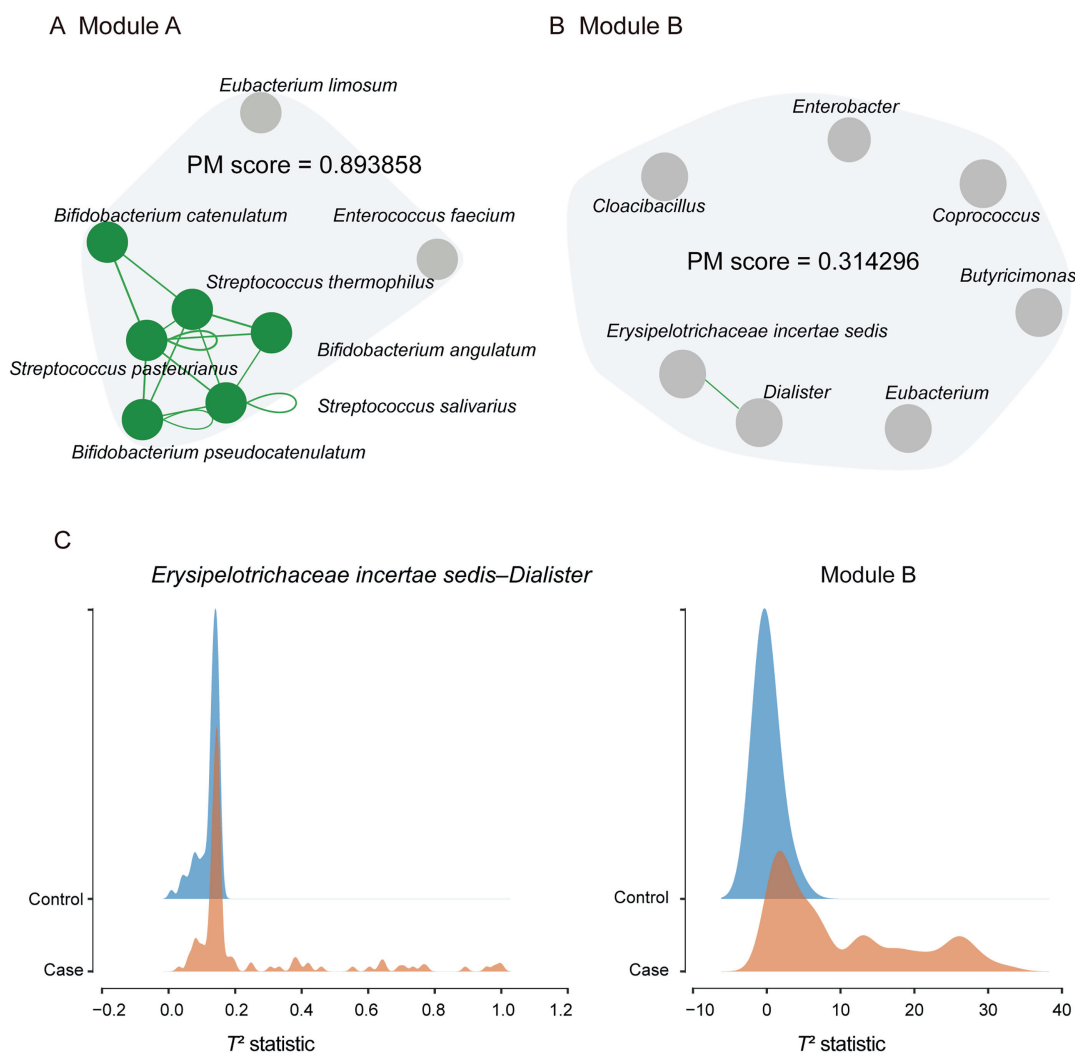 A Module A
Eubacterium limosum
PM score = 0.893858
Bifidobacterium catenulatum
Enterococcus faecium
Streptococcus thermophilus
Bifidobacterium angulatum
Streptococcus pasteurianus
Streptococcus salivarius
Bifidobacterium pseudocatenulatum
B Module B
Enterobacter
Cloacibacillus
Coprococcus
PM score = 0.314296
Butyricimonas
Erysipelotrichaceae incertae sedis
Dialister
Eubacterium
C
Erysipelotrichaceae incertae sedis–Dialister
Control
Case
−0.2 0.0 0.2 0.4 0.6 0.8 1.0 1.2
T² statistic
Module B
Control
Case
−10 0 10 20 30 40
T² statistic